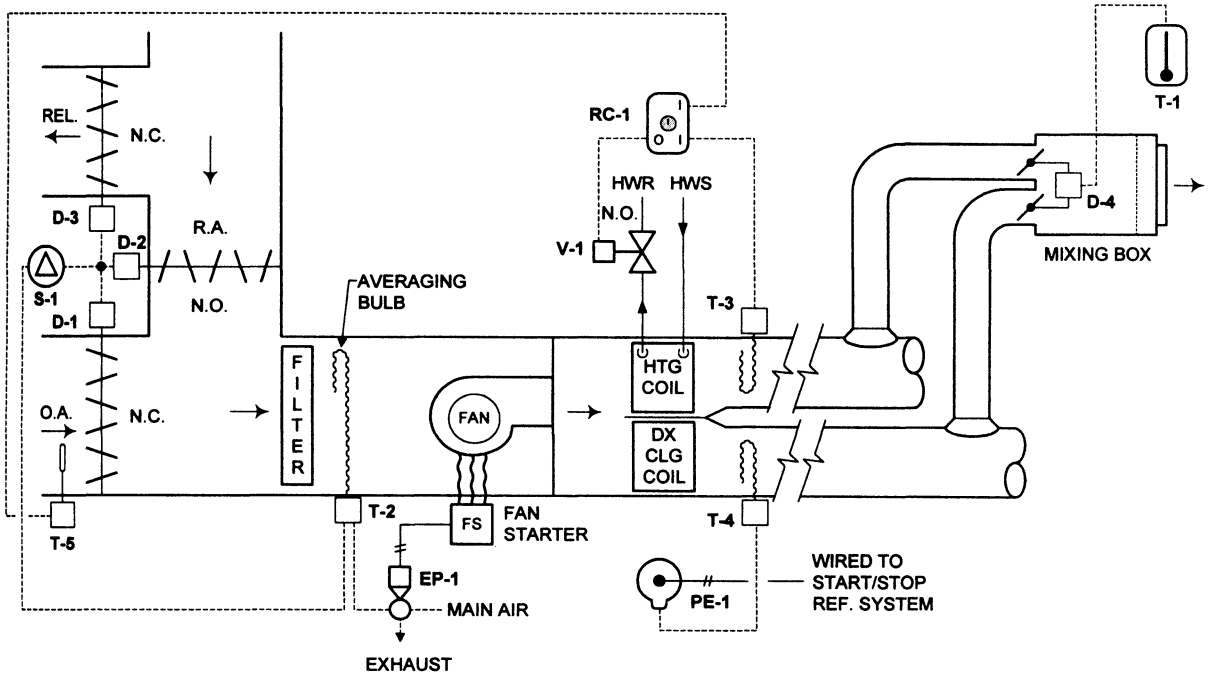 T-1
RC-1
O
I
I
REL.
N.C.
HWR
HWS
N.O.
V-1
D-4
MIXING BOX
D-3
D-2
R.A.
S-1
N.O.
D-1
AVERAGING
BULB
T-3
O.A.
N.C.
FILTER
FAN
HTG
COIL
DX
CLG
COIL
T-5
T-2
FS
FAN
STARTER
T-4
EP-1
MAIN AIR
EXHAUST
PE-1
WIRED TO
START/STOP
REF. SYSTEM